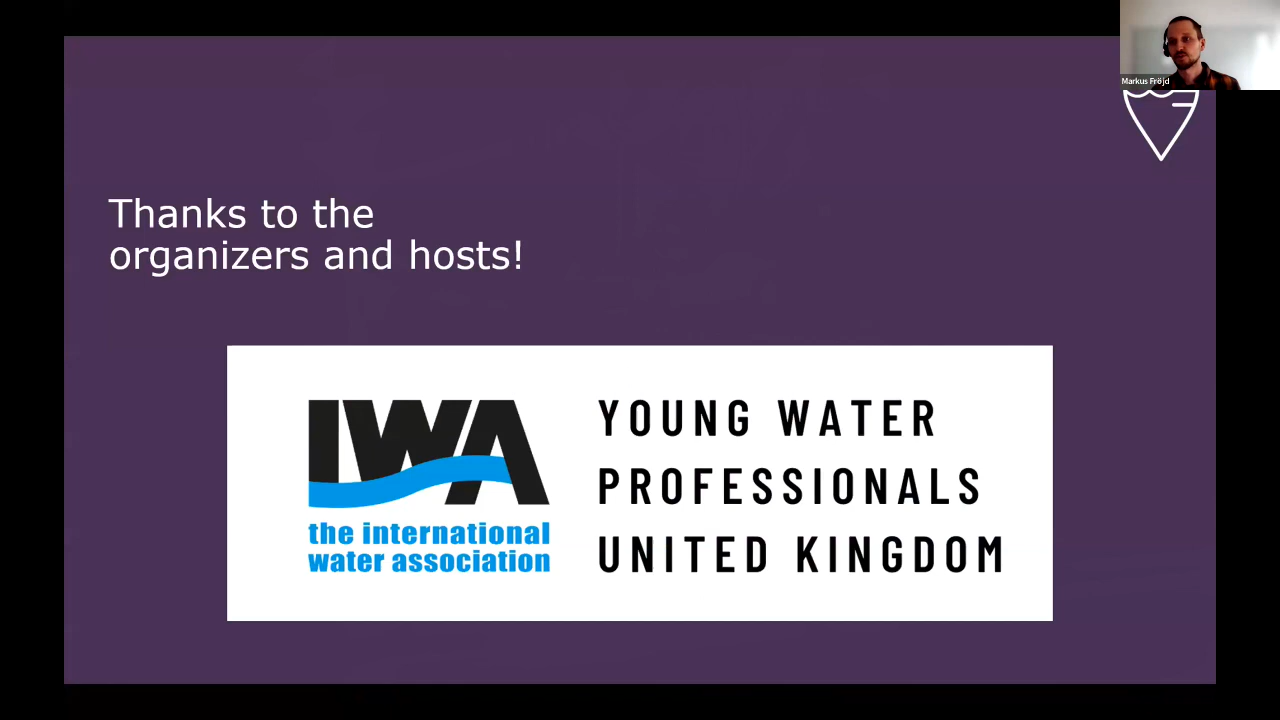 Markus Fröjd
Thanks to the
organizers and hosts!
IWA
the international
water association
YOUNG WATER
PROFESSIONALS
UNITED KINGDOM